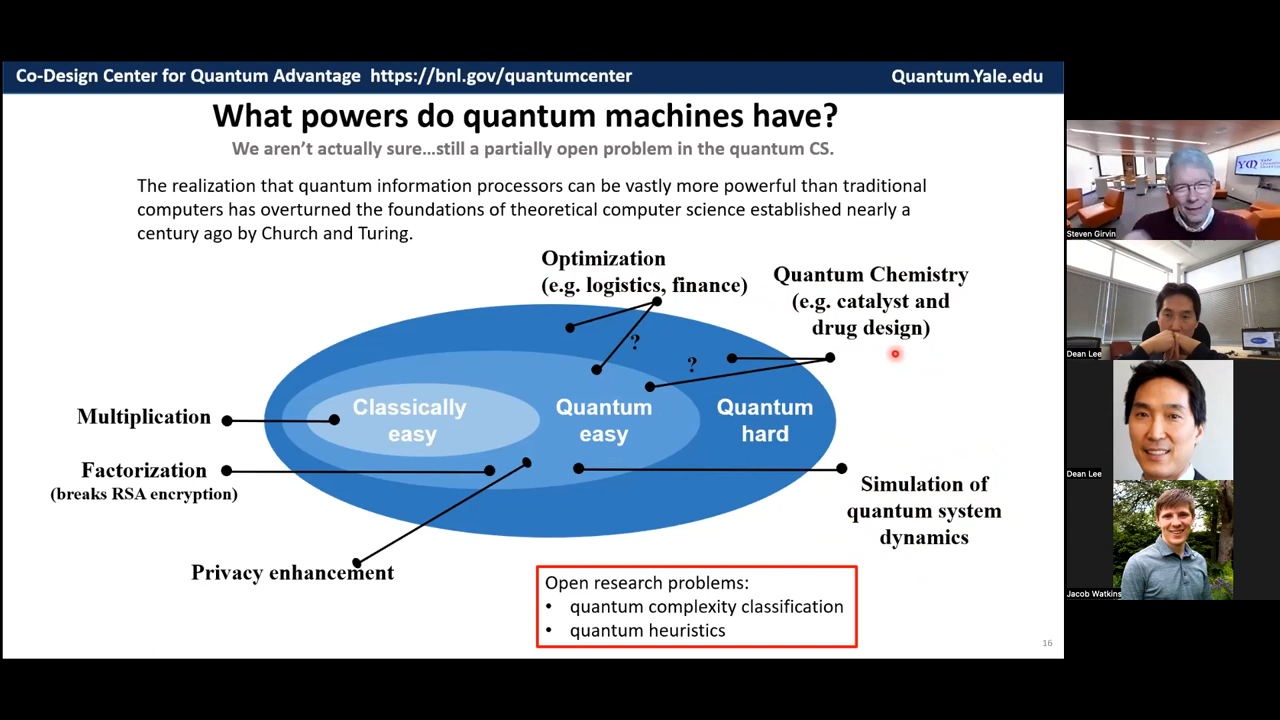 Co-Design Center for Quantum Advantage https://bnl.gov/quantumcenter
Quantum.Yale.edu
What powers do quantum machines have?
We aren't actually sure…still a partially open problem in the quantum CS.
The realization that quantum information processors can be vastly more powerful than traditional
computers has overturned the foundations of theoretical computer science established nearly a
century ago by Church and Turing.
Optimization
(e.g. logistics, finance)
Quantum Chemistry
(e.g. catalyst and
drug design)
?
?
Multiplication
Classically
easy
Quantum
easy
Quantum
hard
Factorization
(breaks RSA encryption)
Simulation of
quantum system
dynamics
Privacy enhancement
Open research problems:
• quantum complexity classification
• quantum heuristics
16
Steven Girvin
Dean Lee
Dean Lee
Jacob Watkins